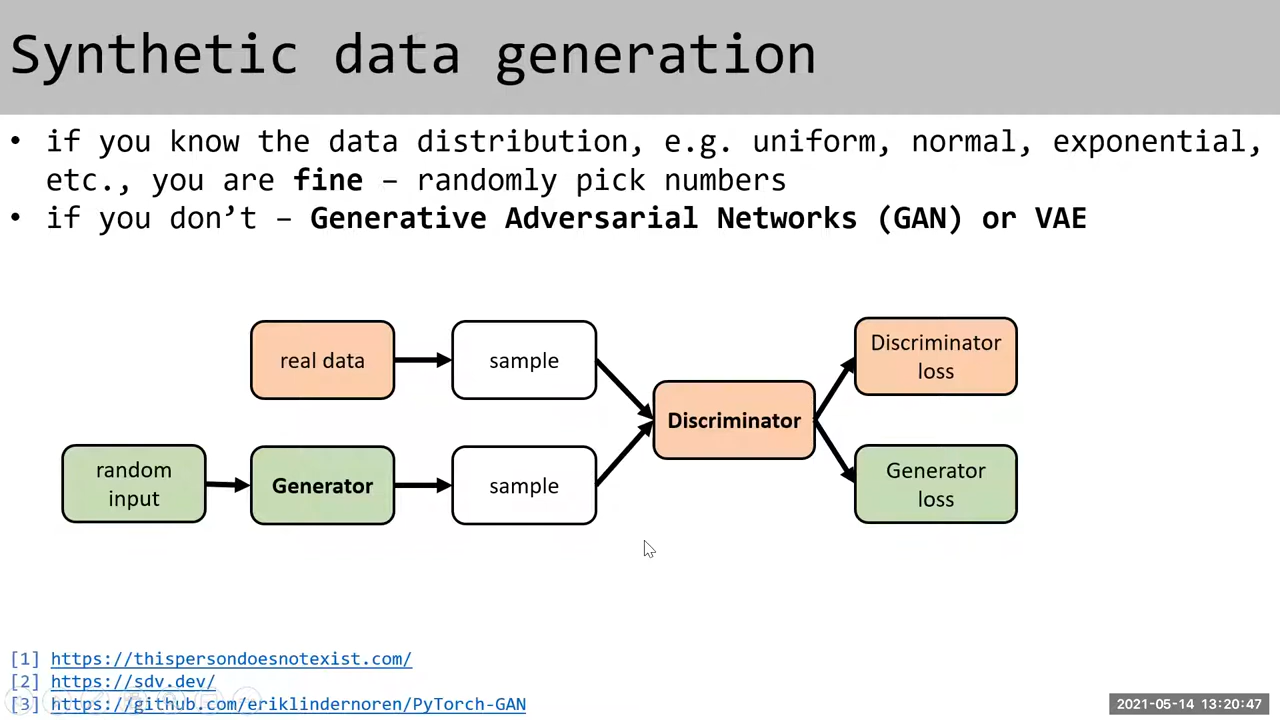 Synthetic data generation
• if you know the data distribution, e.g. uniform, normal, exponential,
etc., you are fine – randomly pick numbers
• if you don’t – Generative Adversarial Networks (GAN) or VAE
real data
sample
Discriminator
loss
Discriminator
random
input
Generator
sample
Generator
loss
[1] https://thispersondoesnotexist.com/
[2] https://sdv.dev/
[3] https://github.com/eriklindernoren/PyTorch-GAN
2021-05-14 13:20:47